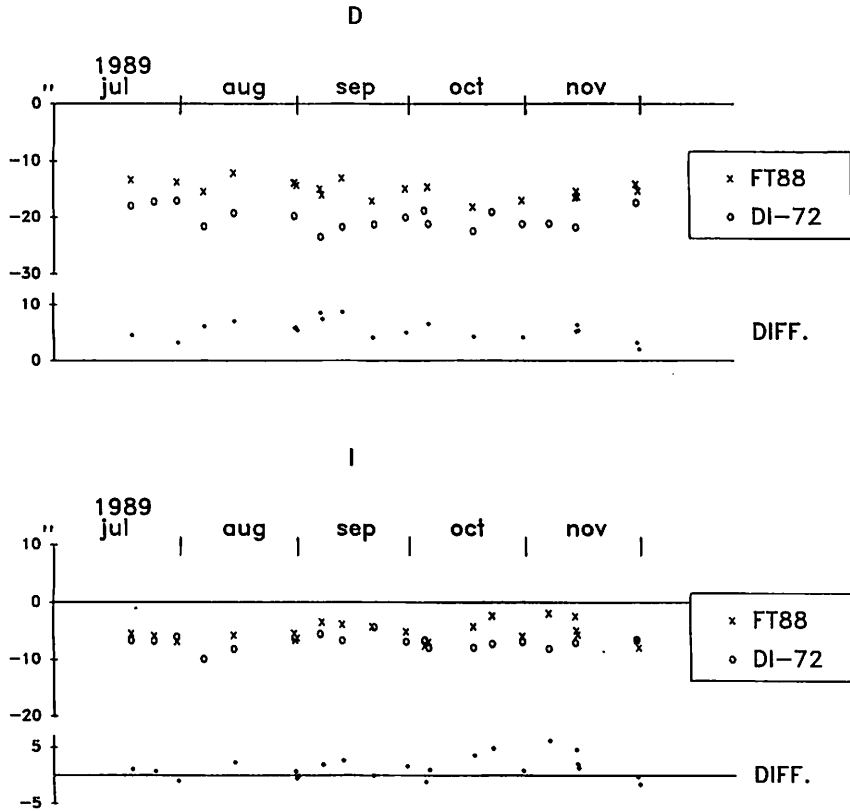 D
1989
" jul aug sep oct nov
0
-10
-20
-30
x FT88
o DI-72
10
0
DIFF.
I
1989
" jul aug sep oct nov
10
0
-10
-20
x FT88
o DI-72
5
-5
DIFF.